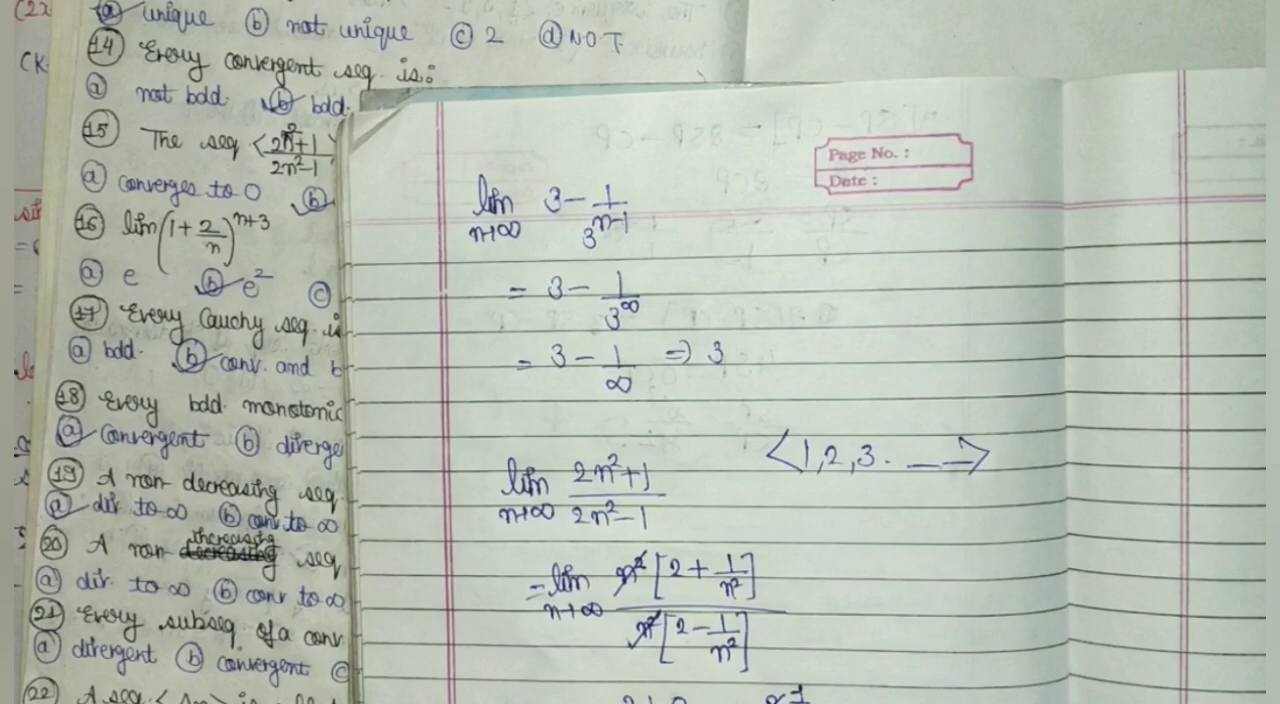 (2x
ⓐ unique ⓑ not unique ⓒ 2 ⓓ NOT
CK
⑭ Every convergent seq. is:
ⓐ not bdd. ⓑ bdd.
⑮ The seq <(2n²+1)/(2n²-1)>
ⓐ converges to 0 ⓑ
⑯ lim (1+2/n)^(n+3)
ⓐ e ⓑ e² ⓒ
⑰ Every Cauchy seq. is
ⓐ bdd. ⓑ conv. and b
⑱ Every bdd. monotonic
ⓐ convergent ⓑ diverge
⑲ A non decreasing seq.
ⓐ div to ∞ ⓑ conv to ∞
⑳ A non increasing seq
ⓐ div. to ∞ ⓑ conv to ∞
㉑ Every subseq of a conv.
ⓐ divergent ⓑ convergent ⓒ
㉒ A seq.
Page No. :
Date :
lim n→∞ 3 - 1/3^(n-1)
= 3 - 1/3^∞
= 3 - 1/∞ ⇒ 3
<1,2,3. _ _>
lim n→∞ (2n²+1)/(2n²-1)
= lim n→∞ n²[2+1/n²]/n²[2-1/n²]